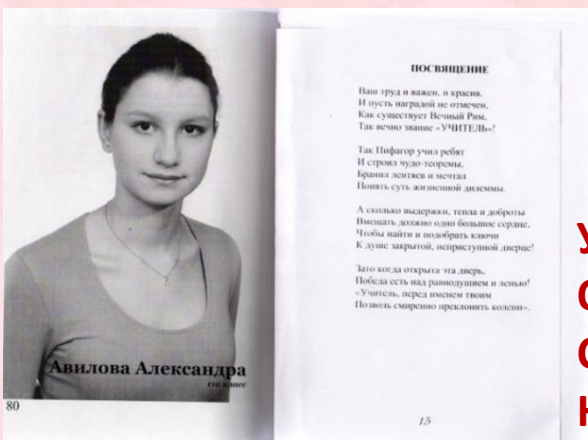 Авилова Александра
11а класс
80
ПОСВЯЩЕНИЕ
Ваш труд и важен, и красив.
И пусть наградой не отмечен,
Как существует Вечный Рим,
Так вечно звание «УЧИТЕЛЬ»!
Так Пифагор учил ребят
И строил чудо-теоремы,
Бранил лентяев и мечтал
Понять суть жизненной дилеммы.
А сколько выдержки, тепла и доброты
Вмещать должно одно большое сердце,
Чтобы найти и подобрать ключи
К душе закрытой, неприступной дверце!
Зато когда открыта эта дверь,
Победа есть над равнодушием и ленью!
«Учитель, перед именем твоим
Позволь смиренно преклонить колени».
15